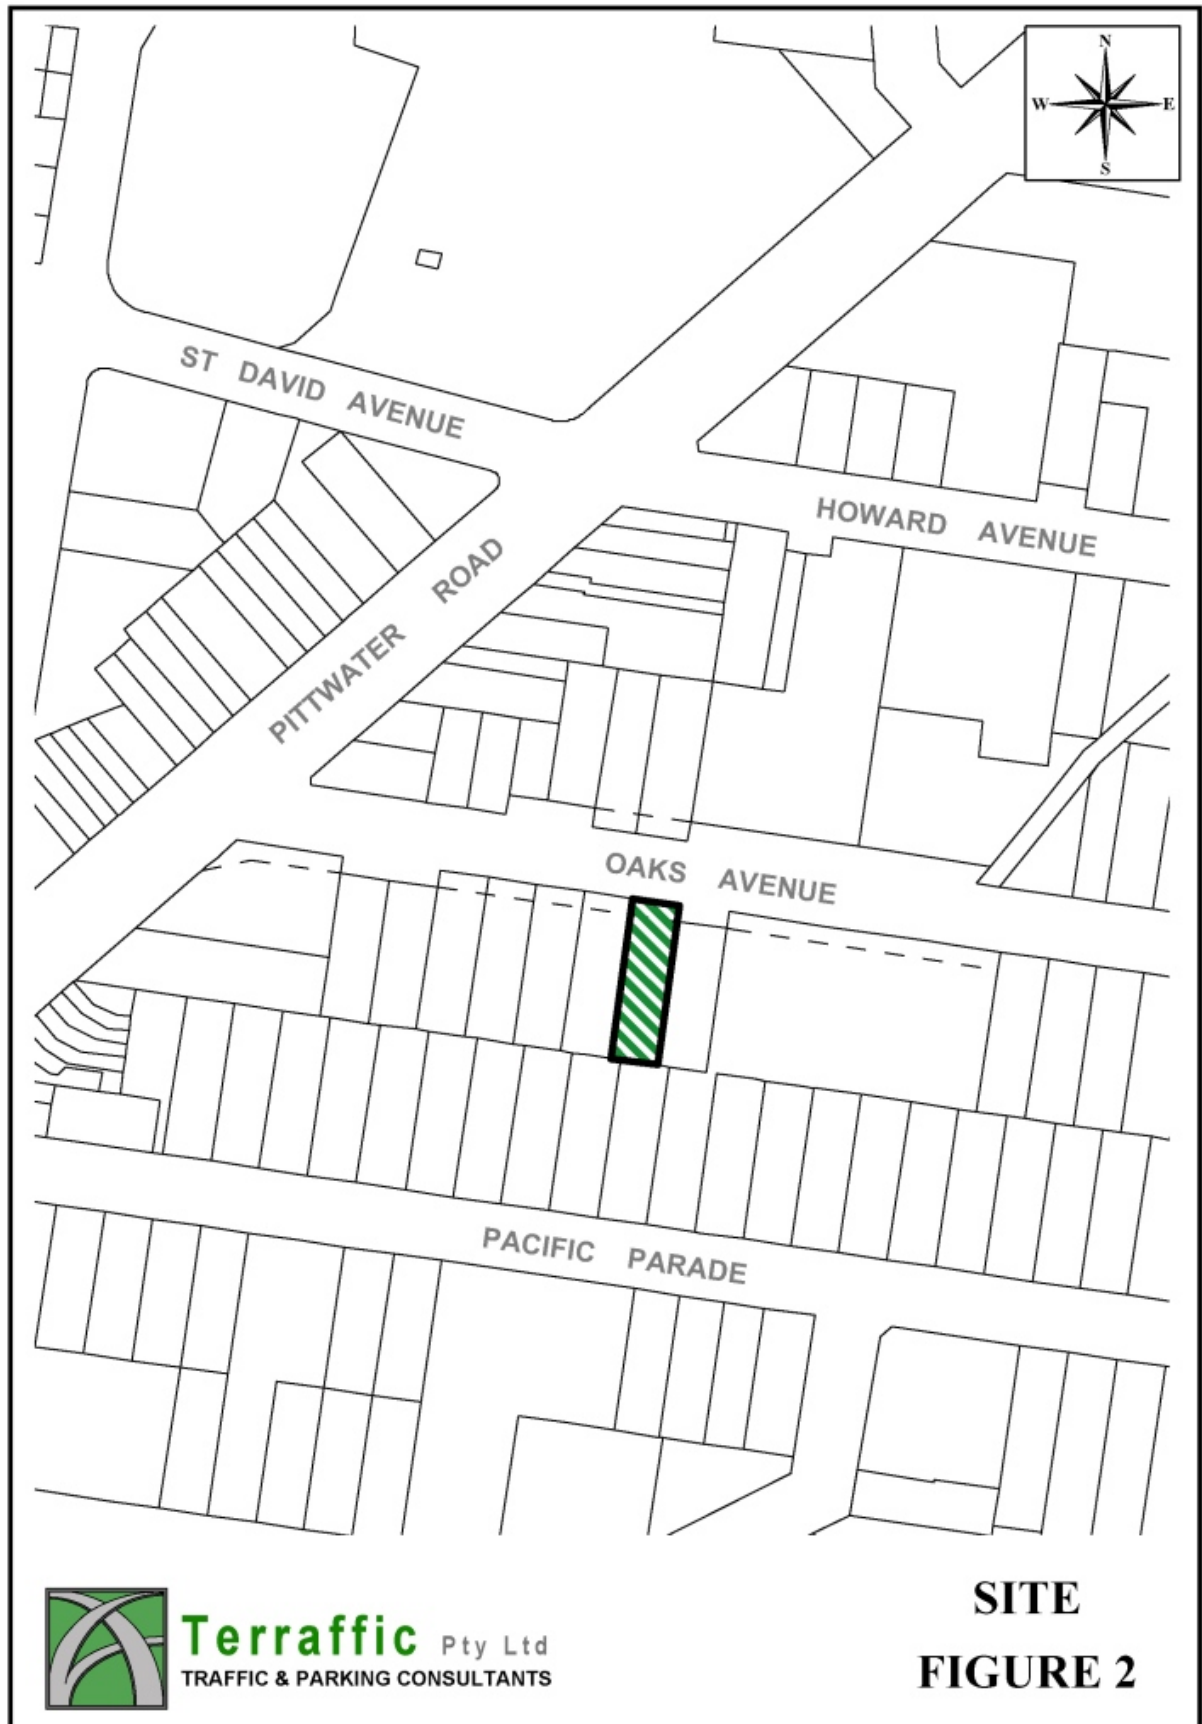 N
W E
S
ST DAVID AVENUE
HOWARD AVENUE
PITTWATER ROAD
OAKS AVENUE
PACIFIC PARADE
SITE
FIGURE 2
Terraffic Pty Ltd
TRAFFIC & PARKING CONSULTANTS